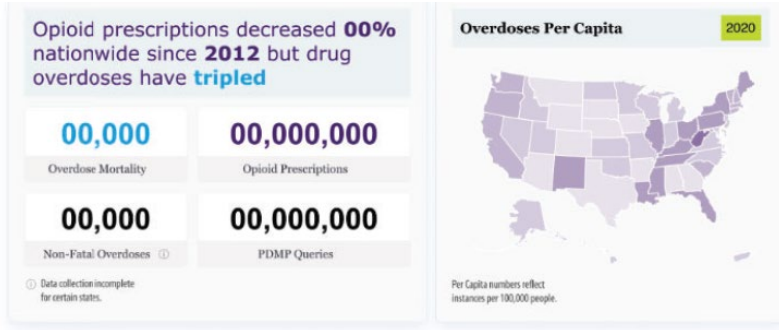 Opioid prescriptions decreased 00%
nationwide since 2012 but drug
overdoses have tripled
00,000
Overdose Mortality
00,000,000
Opioid Prescriptions
00,000
Non-Fatal Overdoses ⓘ
00,000,000
PDMP Queries
ⓘ Data collection incomplete
for certain states.
Overdoses Per Capita
2020
Per Capita numbers reflect
instances per 100,000 people.